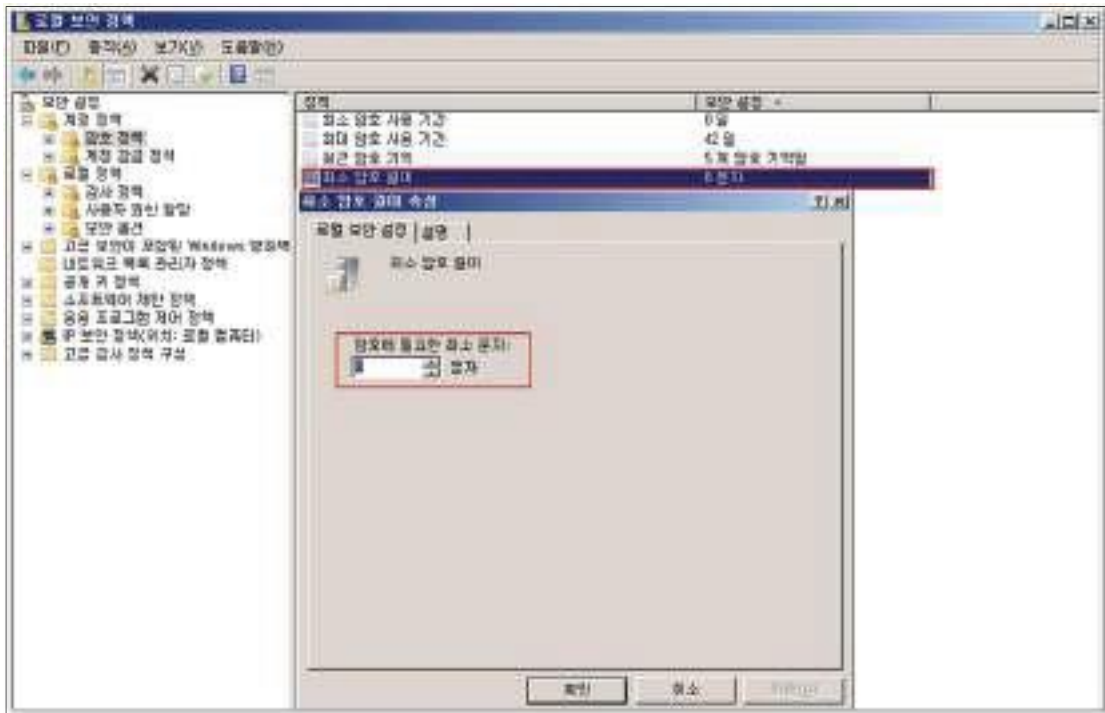 로컬 보안 정책
파일(F) 동작(A) 보기(V) 도움말(H)
보안 설정
계정 정책
암호 정책
계정 잠금 정책
로컬 정책
감사 정책
사용자 권한 할당
보안 옵션
고급 보안이 포함된 Windows 방화벽
네트워크 목록 관리자 정책
공개 키 정책
소프트웨어 제한 정책
응용 프로그램 제어 정책
IP 보안 정책(위치: 로컬 컴퓨터)
고급 감사 정책 구성
정책 보안 설정
최소 암호 사용 기간
최대 암호 사용 기간 42 일
최근 암호 기억 5 개 암호 기억됨
최소 암호 길이 문자
최소 암호 길이 속성
로컬 보안 설정 설명
최소 암호 길이
암호에 필요한 최소 문자:
문자
확인 취소